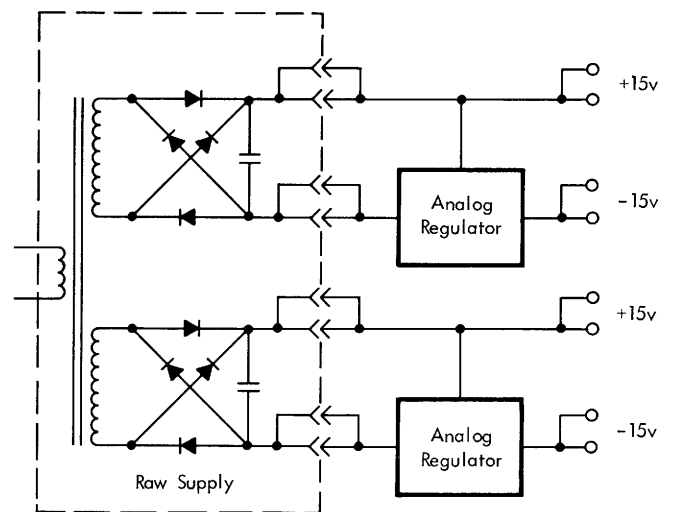 +15v
Analog
Regulator
-15v
+15v
Analog
Regulator
-15v
Raw Supply